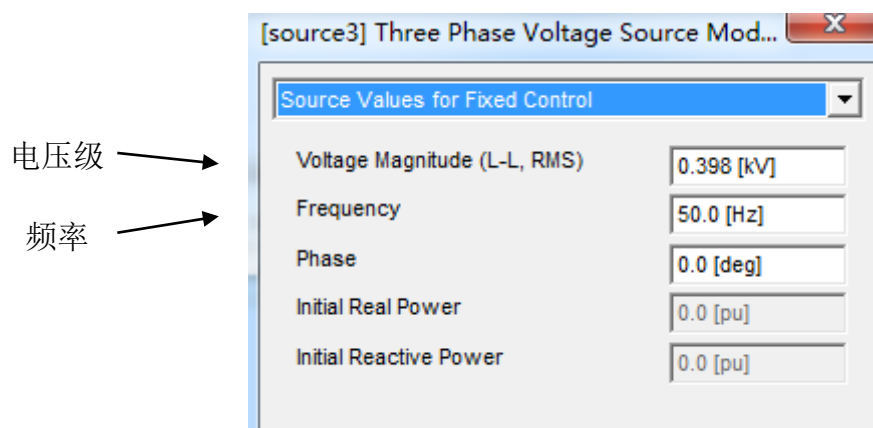 [source3] Three Phase Voltage Source Mod...
Source Values for Fixed Control
电压级
Voltage Magnitude (L-L, RMS) 0.398 [kV]
频率
Frequency 50.0 [Hz]
Phase 0.0 [deg]
Initial Real Power 0.0 [pu]
Initial Reactive Power 0.0 [pu]